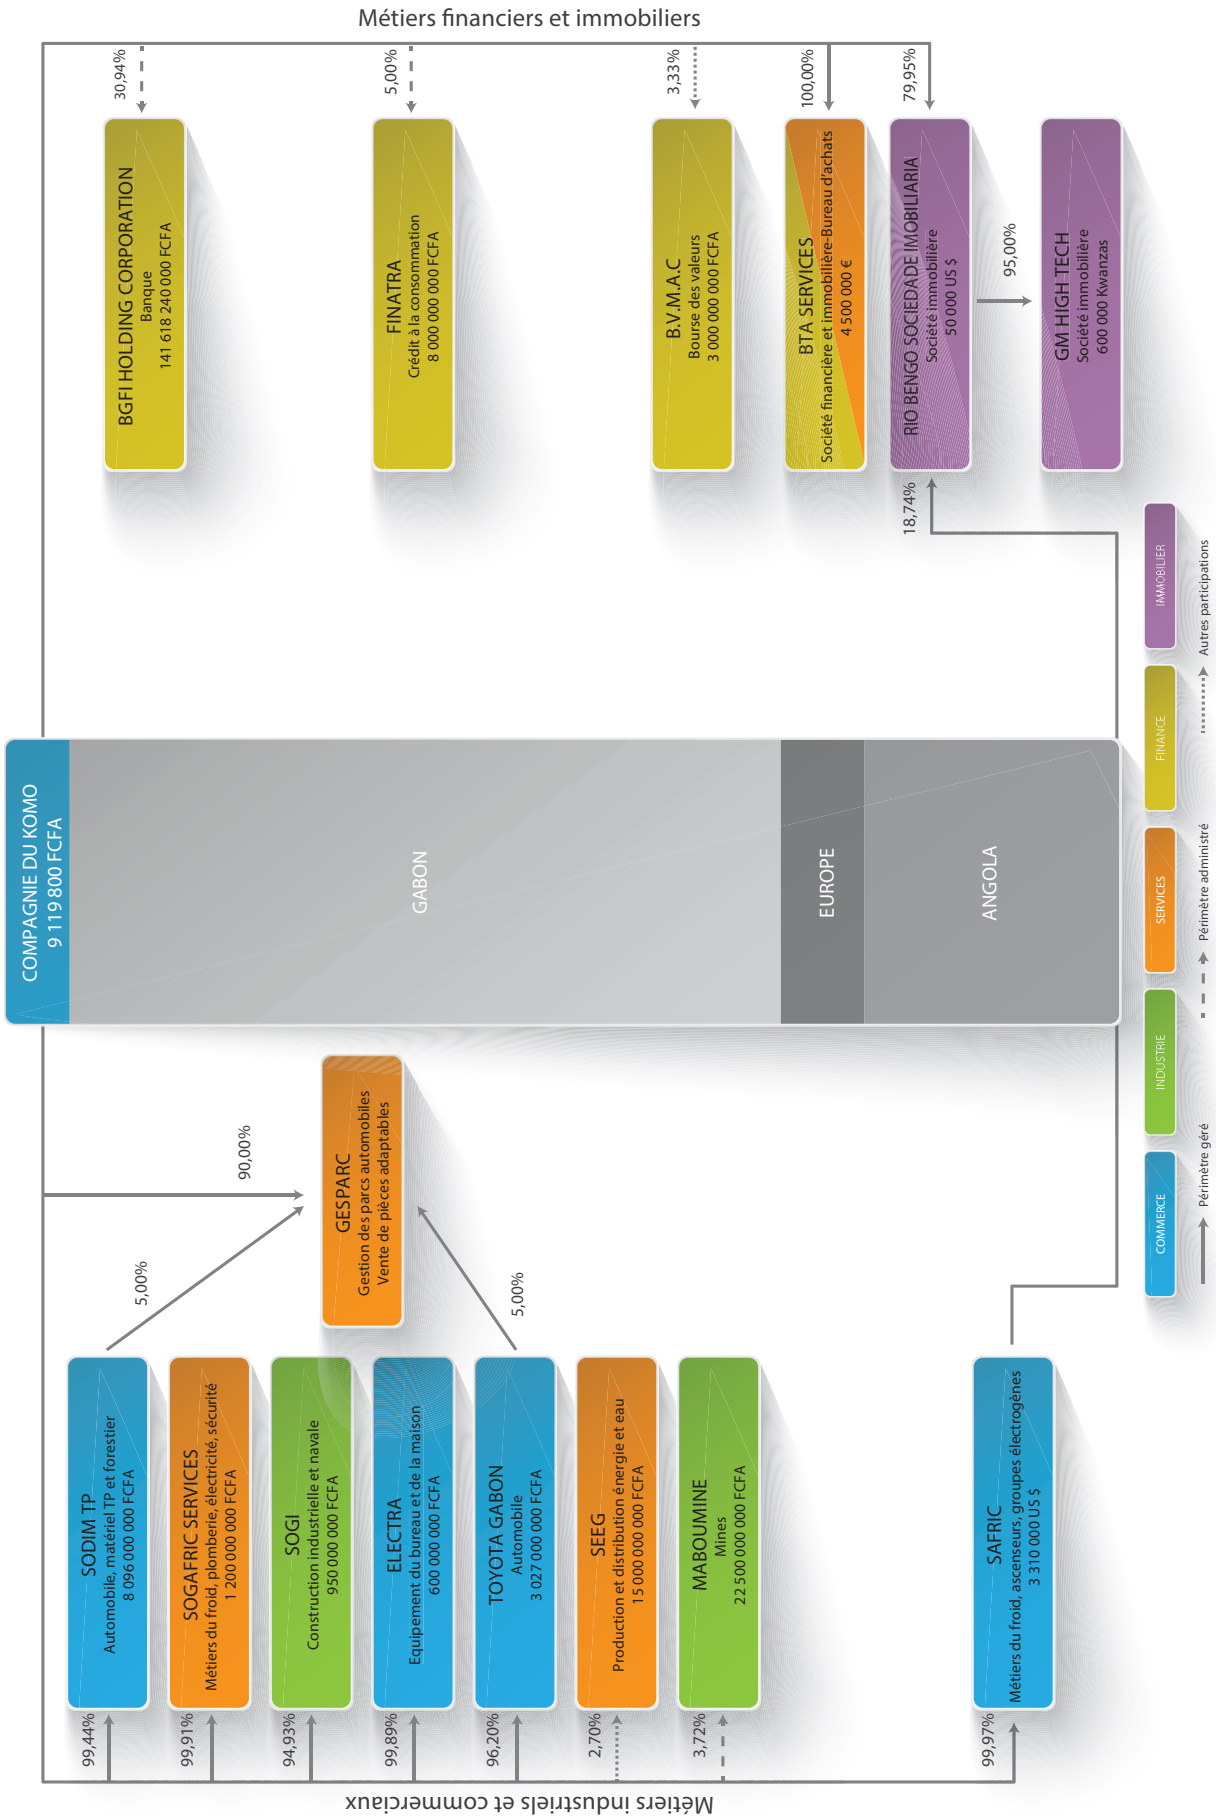 Métiers financiers et immobiliers
COMPAGNIE DU KOMO
9 119 800 FCFA
GABON
EUROPE
ANGOLA
30,94%
BGFI HOLDING CORPORATION
Banque
141 618 240 000 FCFA
5,00%
FINATRA
Crédit à la consommation
8 000 000 000 FCFA
3,33%
B.V.M.A.C
Bourse des valeurs
3 000 000 000 FCFA
100,00%
BTA SERVICES
Société financière et immobilière-Bureau d'achats
4 500 000 €
79,95%
RIO BENGO SOCIEDADE IMOBILIARIA
Société immobilière
50 000 US $
18,74%
95,00%
GM HIGH TECH
Société immobilière
600 000 Kwanzas
Métiers industriels et commerciaux
99,44%
SODIM TP
Automobile, matériel TP et forestier
8 096 000 000 FCFA
99,91%
SOGAFRIC SERVICES
Métiers du froid, plomberie, électricité, sécurité
1 200 000 000 FCFA
94,93%
SOGI
Construction industrielle et navale
950 000 000 FCFA
99,89%
ELECTRA
Equipement du bureau et de la maison
600 000 000 FCFA
96,20%
TOYOTA GABON
Automobile
3 027 000 000 FCFA
2,70%
SEEG
Production et distribution énergie et eau
15 000 000 000 FCFA
3,72%
MABOUMINE
Mines
22 500 000 000 FCFA
99,97%
SAFRIC
Métiers du froid, ascenseurs, groupes électrogènes
3 310 000 US $
90,00%
5,00%
5,00%
GESPARC
Gestion des parcs automobiles
Vente de pièces adaptables
COMMERCE
INDUSTRIE
SERVICES
FINANCE
IMMOBILIER
Périmètre géré
Périmètre administré
Autres participations